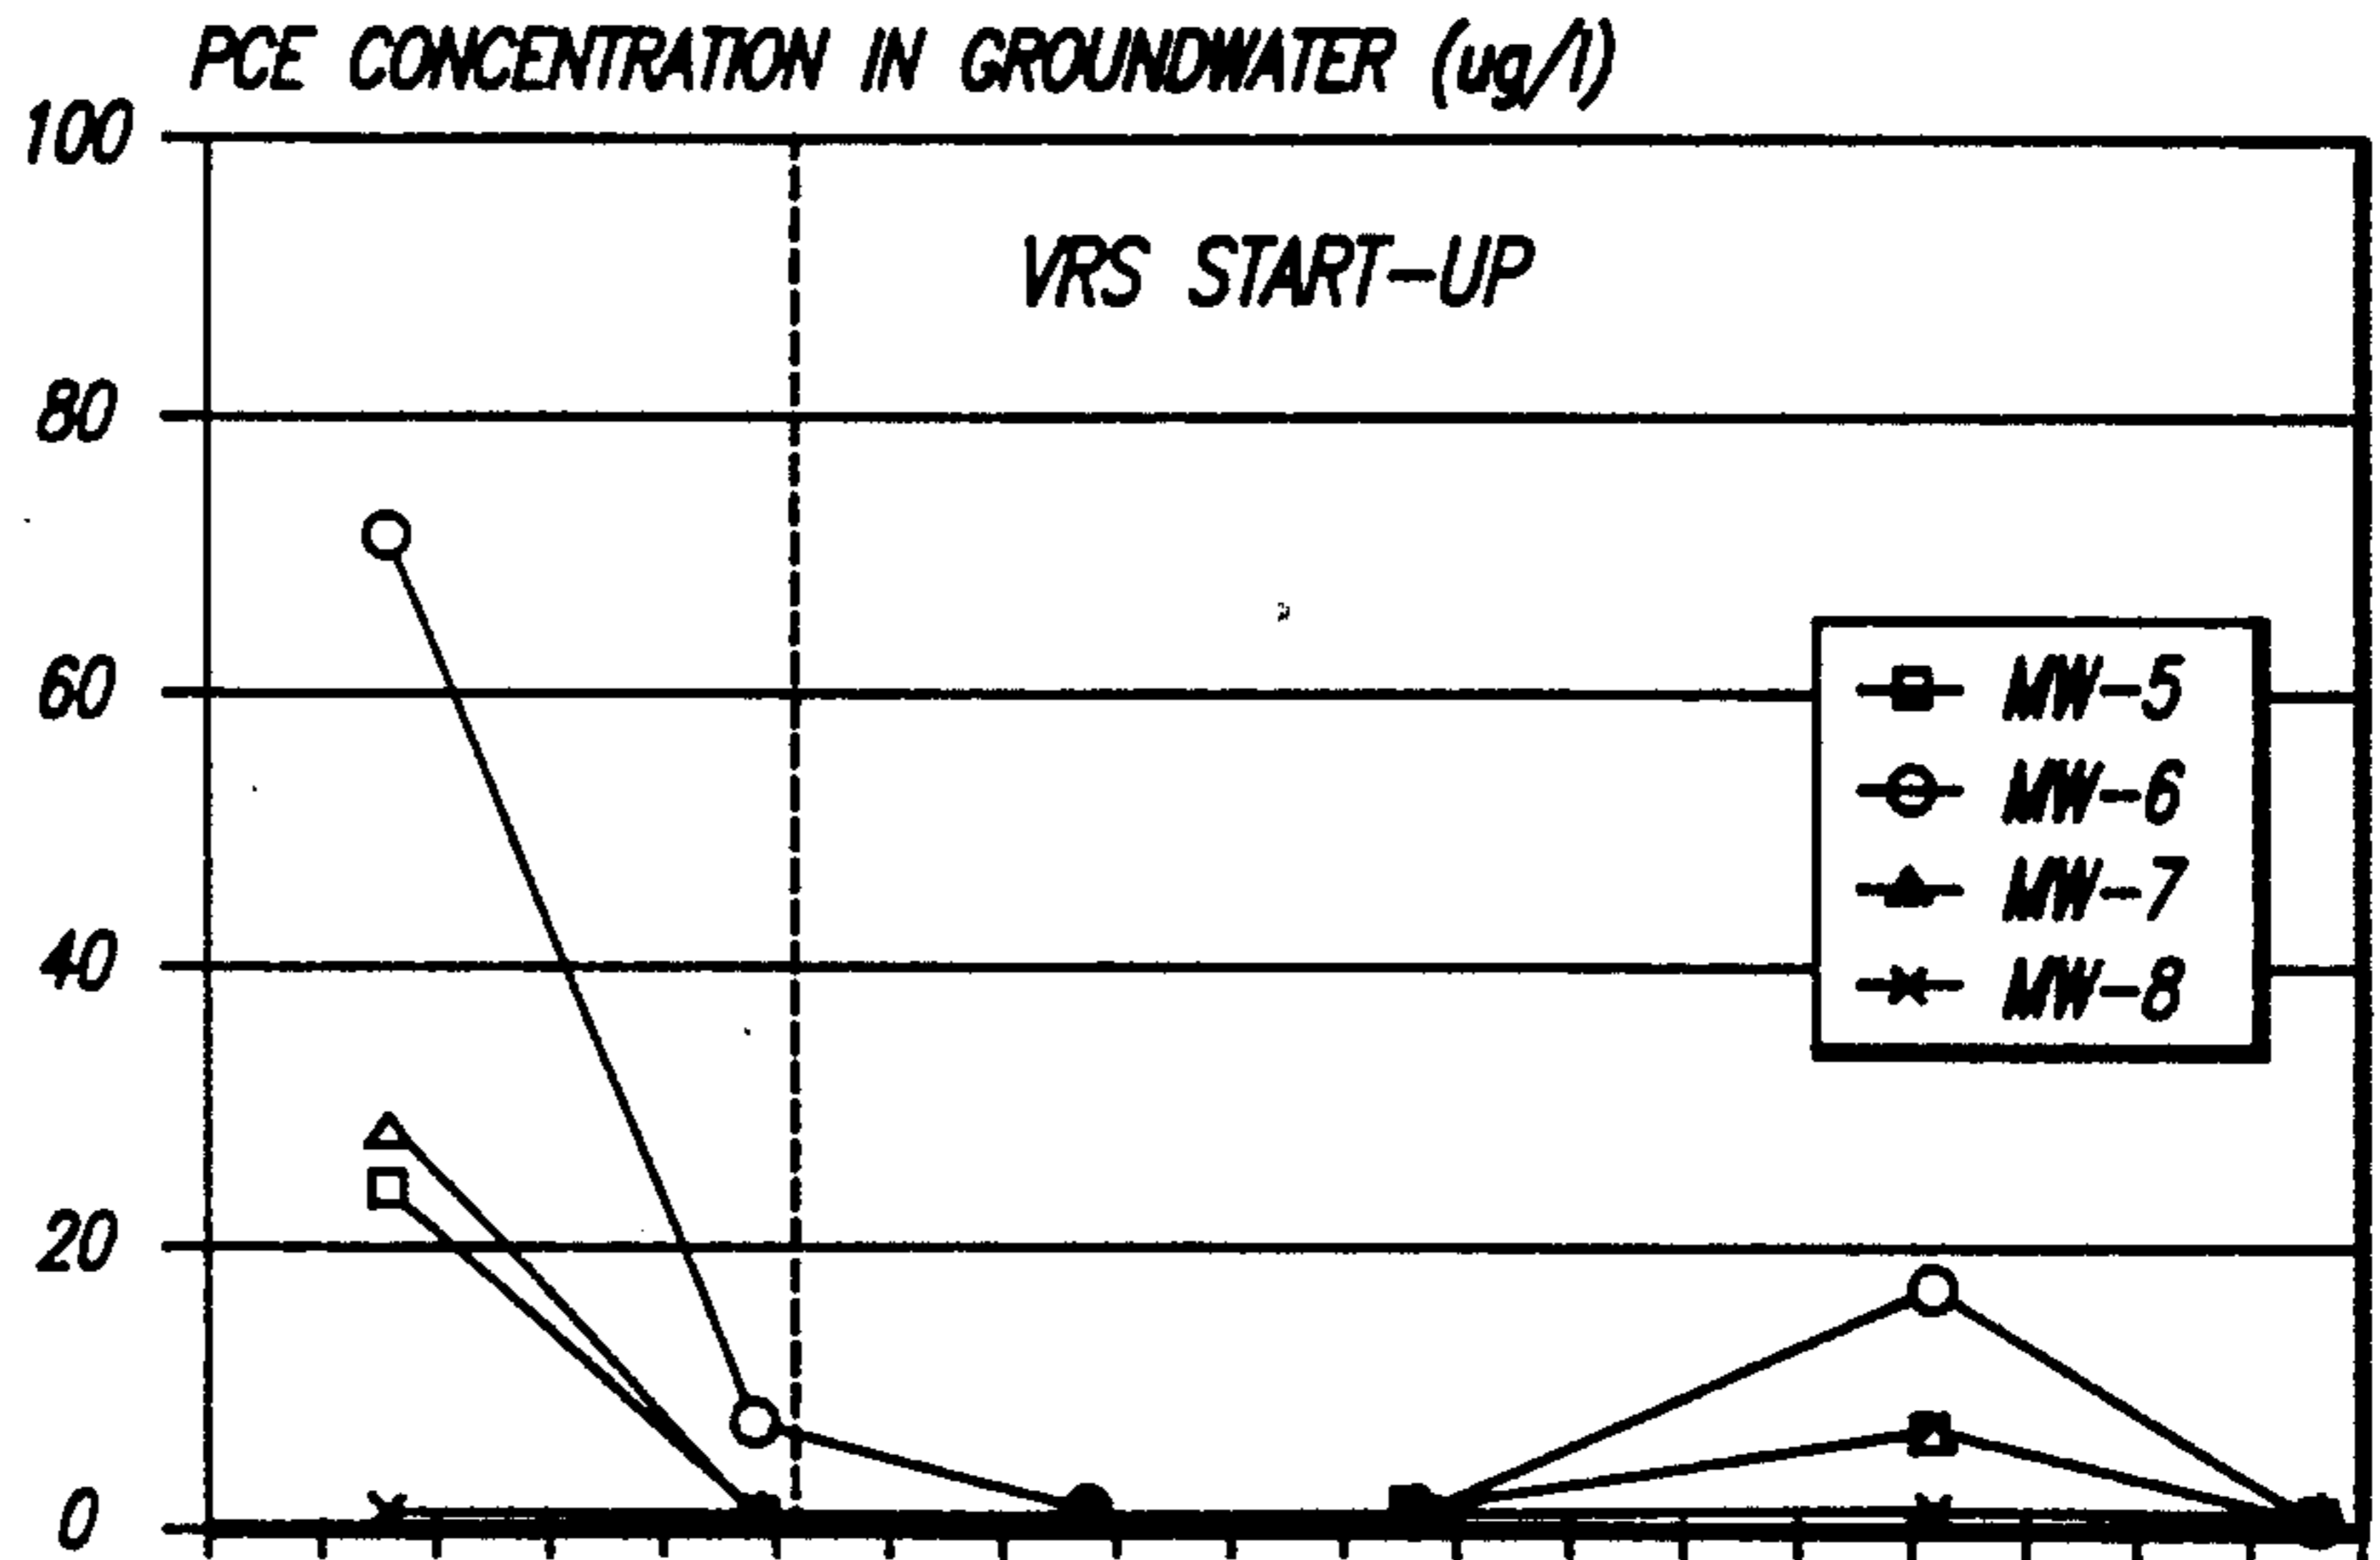 PCE CONCENTRATION IN GROUNDWATER (ug/l)
100
VRS START-UP
80
60
MW-5
MW-6
MW-7
40
MW-8
20
0